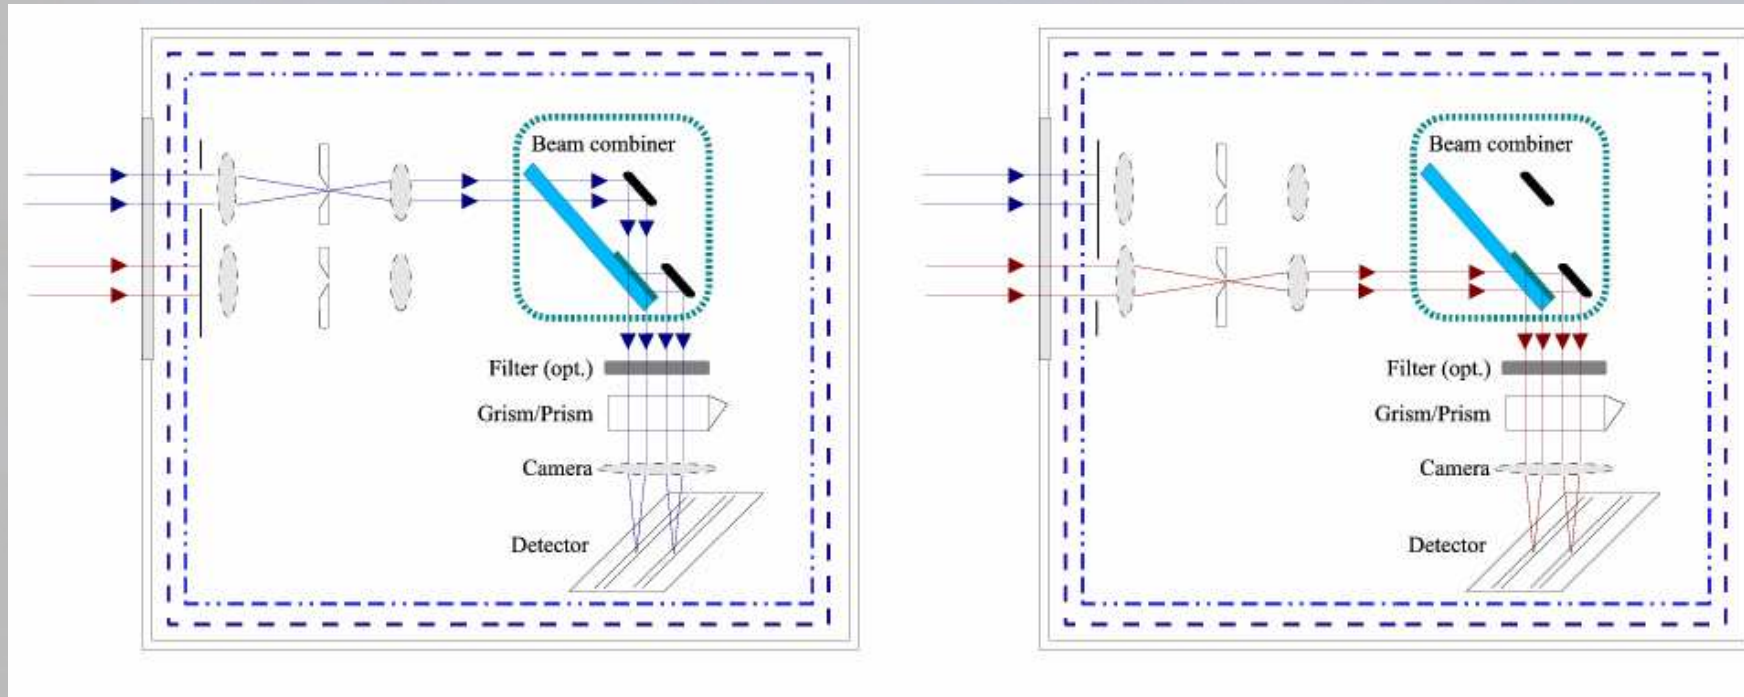 Beam combiner
Filter (opt.)
Grism/Prism
Camera
Detector
Beam combiner
Filter (opt.)
Grism/Prism
Camera
Detector